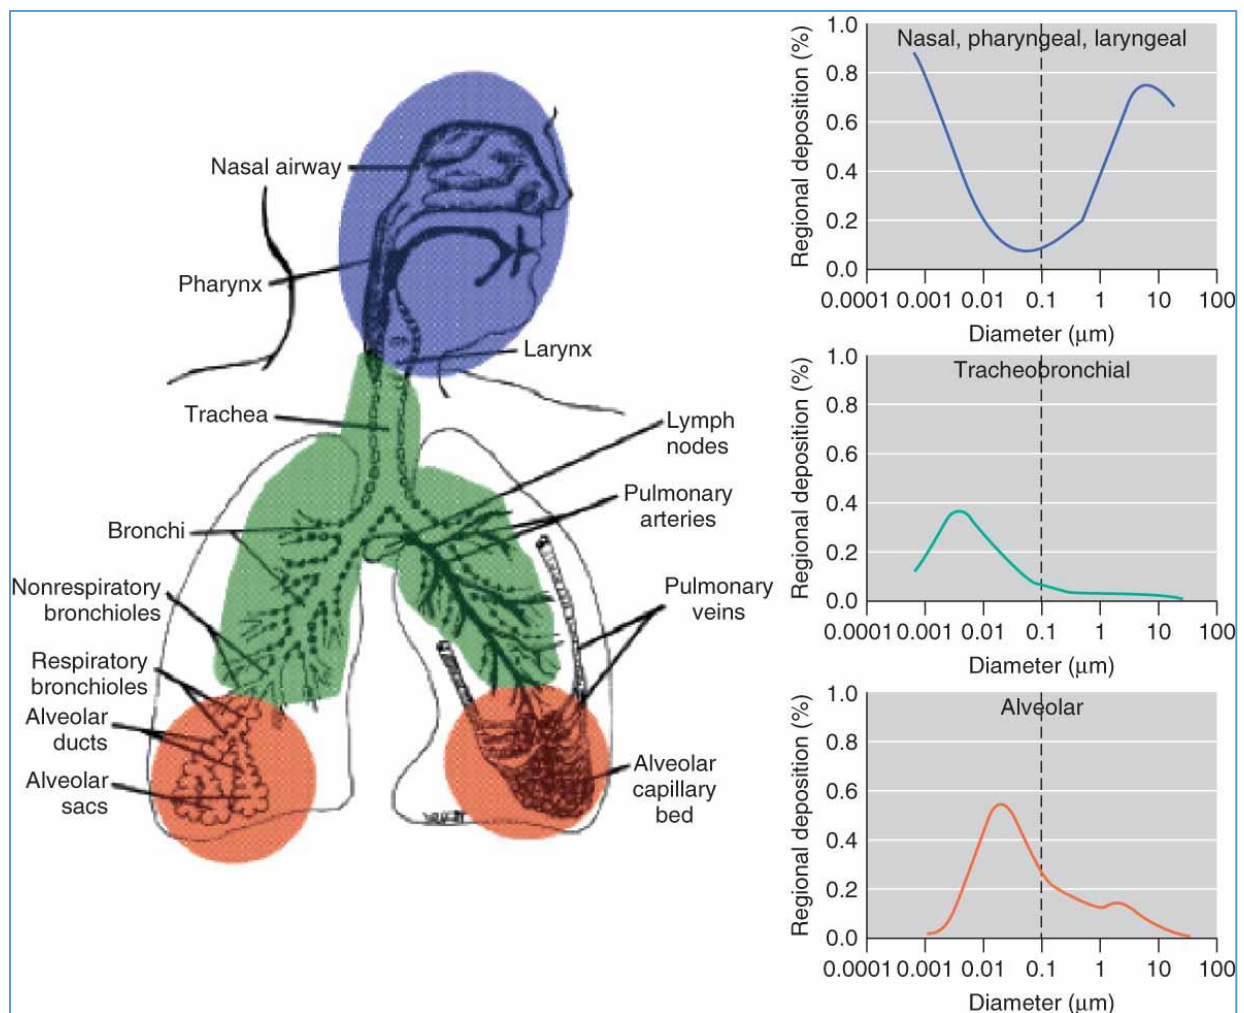 Nasal airway
Pharynx
Larynx
Trachea
Lymph
nodes
Pulmonary
arteries
Bronchi
Nonrespiratory
bronchioles
Pulmonary
veins
Respiratory
bronchioles
Alveolar
ducts
Alveolar
sacs
Alveolar
capillary
bed
Nasal, pharyngeal, laryngeal
Regional deposition (%)
1.0
0.8
0.6
0.4
0.2
0.0
0.0001 0.001 0.01 0.1 1 10 100
Diameter (μm)
Tracheobronchial
Regional deposition (%)
1.0
0.8
0.6
0.4
0.2
0.0
0.0001 0.001 0.01 0.1 1 10 100
Diameter (μm)
Alveolar
Regional deposition (%)
1.0
0.8
0.6
0.4
0.2
0.0
0.0001 0.001 0.01 0.1 1 10 100
Diameter (μm)